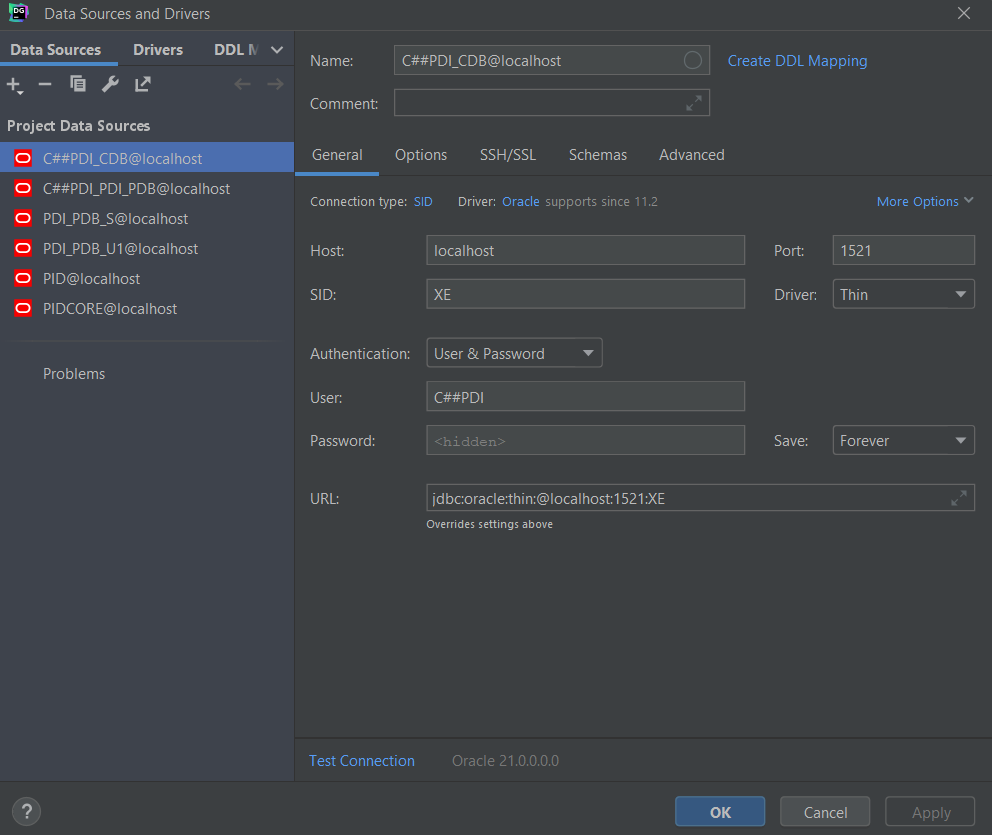 DG
Data Sources and Drivers
Data Sources
Drivers
DDL M
Project Data Sources
C##PDI_CDB@localhost
C##PDI_PDI_PDB@localhost
PDI_PDB_S@localhost
PDI_PDB_U1@localhost
PID@localhost
PIDCORE@localhost
Problems
Name: C##PDI_CDB@localhost Create DDL Mapping
Comment:
General Options SSH/SSL Schemas Advanced
Connection type: SID Driver: Oracle supports since 11.2 More Options
Host: localhost Port: 1521
SID: XE Driver: Thin
Authentication: User & Password
User: C##PDI
Password: <hidden> Save: Forever
URL: jdbc:oracle:thin:@localhost:1521:XE
Overrides settings above
Test Connection Oracle 21.0.0.0.0
? OK Cancel Apply